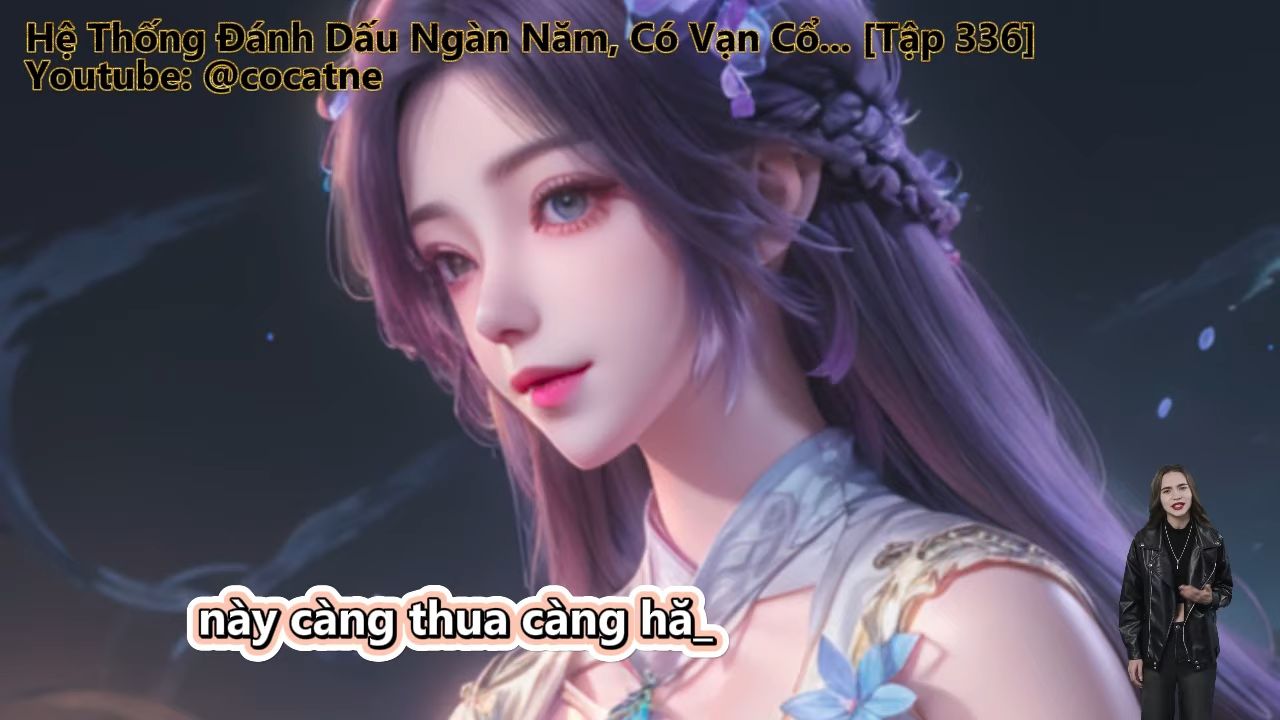 Hệ Thống Đánh Dấu Ngàn Năm, Có Vạn Cổ... [Tập 336]
Youtube: @cocatne
này càng thua càng hă_